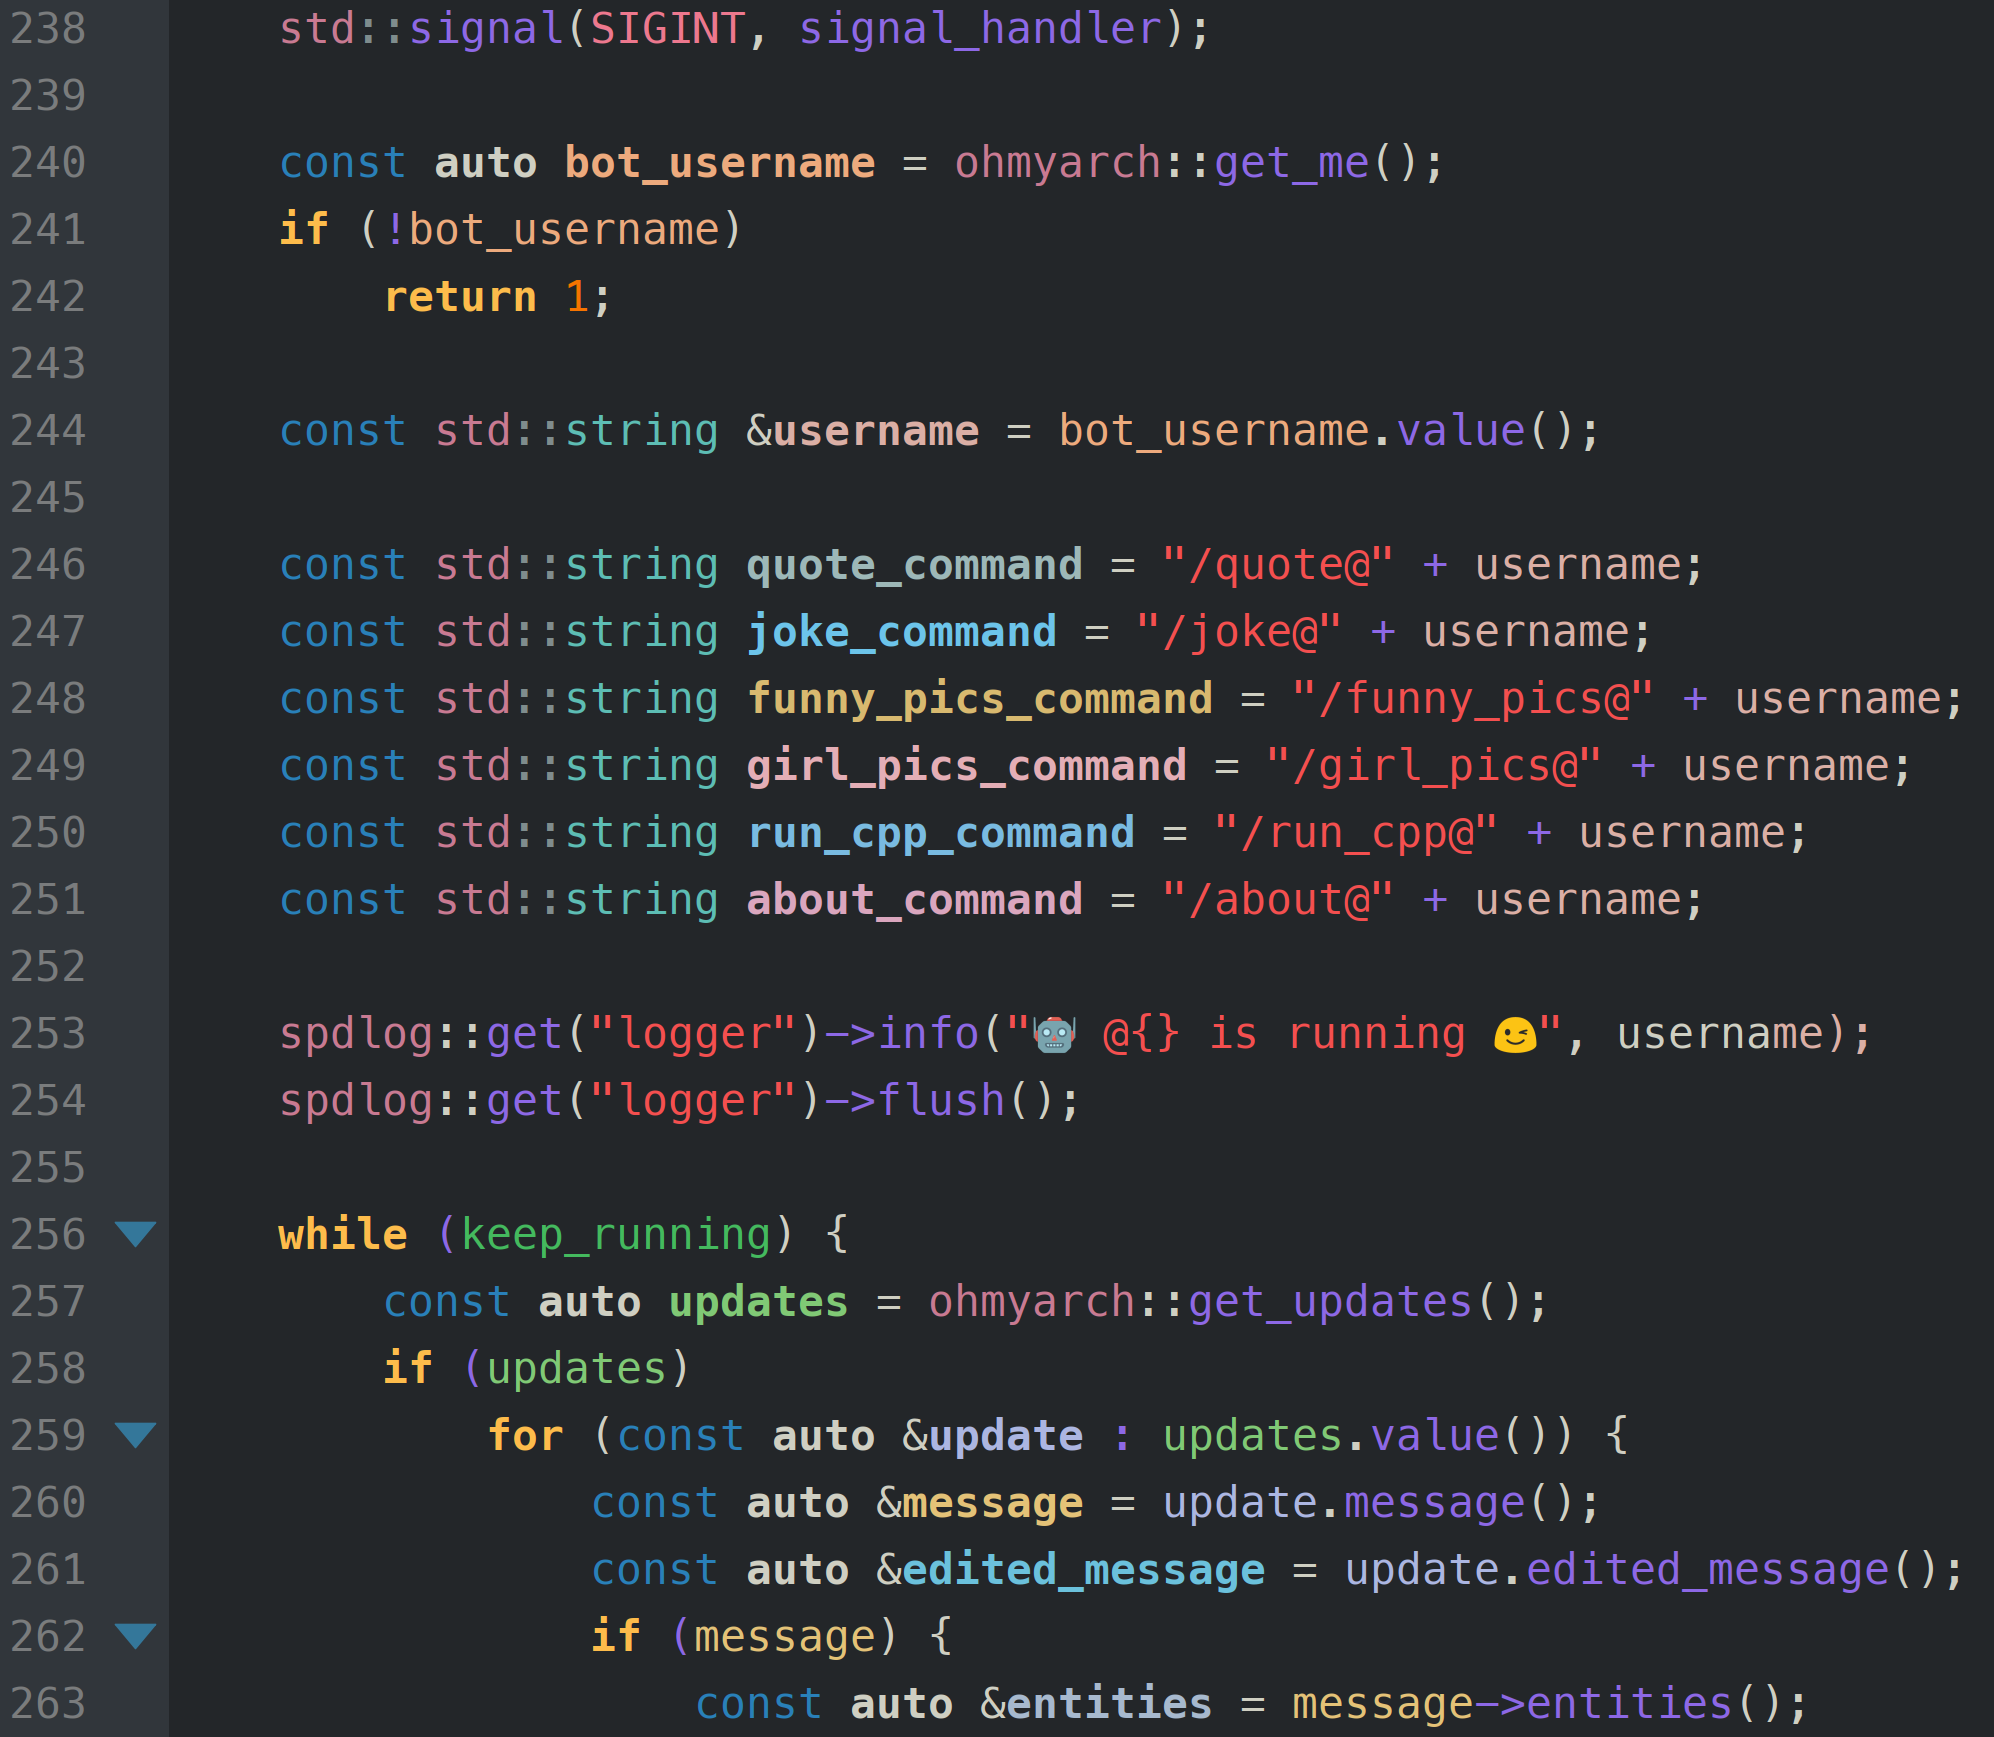 238     std::signal(SIGINT, signal_handler);
239
240     const auto bot_username = ohmyarch::get_me();
241     if (!bot_username)
242         return 1;
243
244     const std::string &username = bot_username.value();
245
246     const std::string quote_command = "/quote@" + username;
247     const std::string joke_command = "/joke@" + username;
248     const std::string funny_pics_command = "/funny_pics@" + username;
249     const std::string girl_pics_command = "/girl_pics@" + username;
250     const std::string run_cpp_command = "/run_cpp@" + username;
251     const std::string about_command = "/about@" + username;
252
253     spdlog::get("logger")->info("🤖 @{} is running 😉", username);
254     spdlog::get("logger")->flush();
255
256     while (keep_running) {
257         const auto updates = ohmyarch::get_updates();
258         if (updates)
259             for (const auto &update : updates.value()) {
260                 const auto &message = update.message();
261                 const auto &edited_message = update.edited_message();
262                 if (message) {
263                     const auto &entities = message->entities();